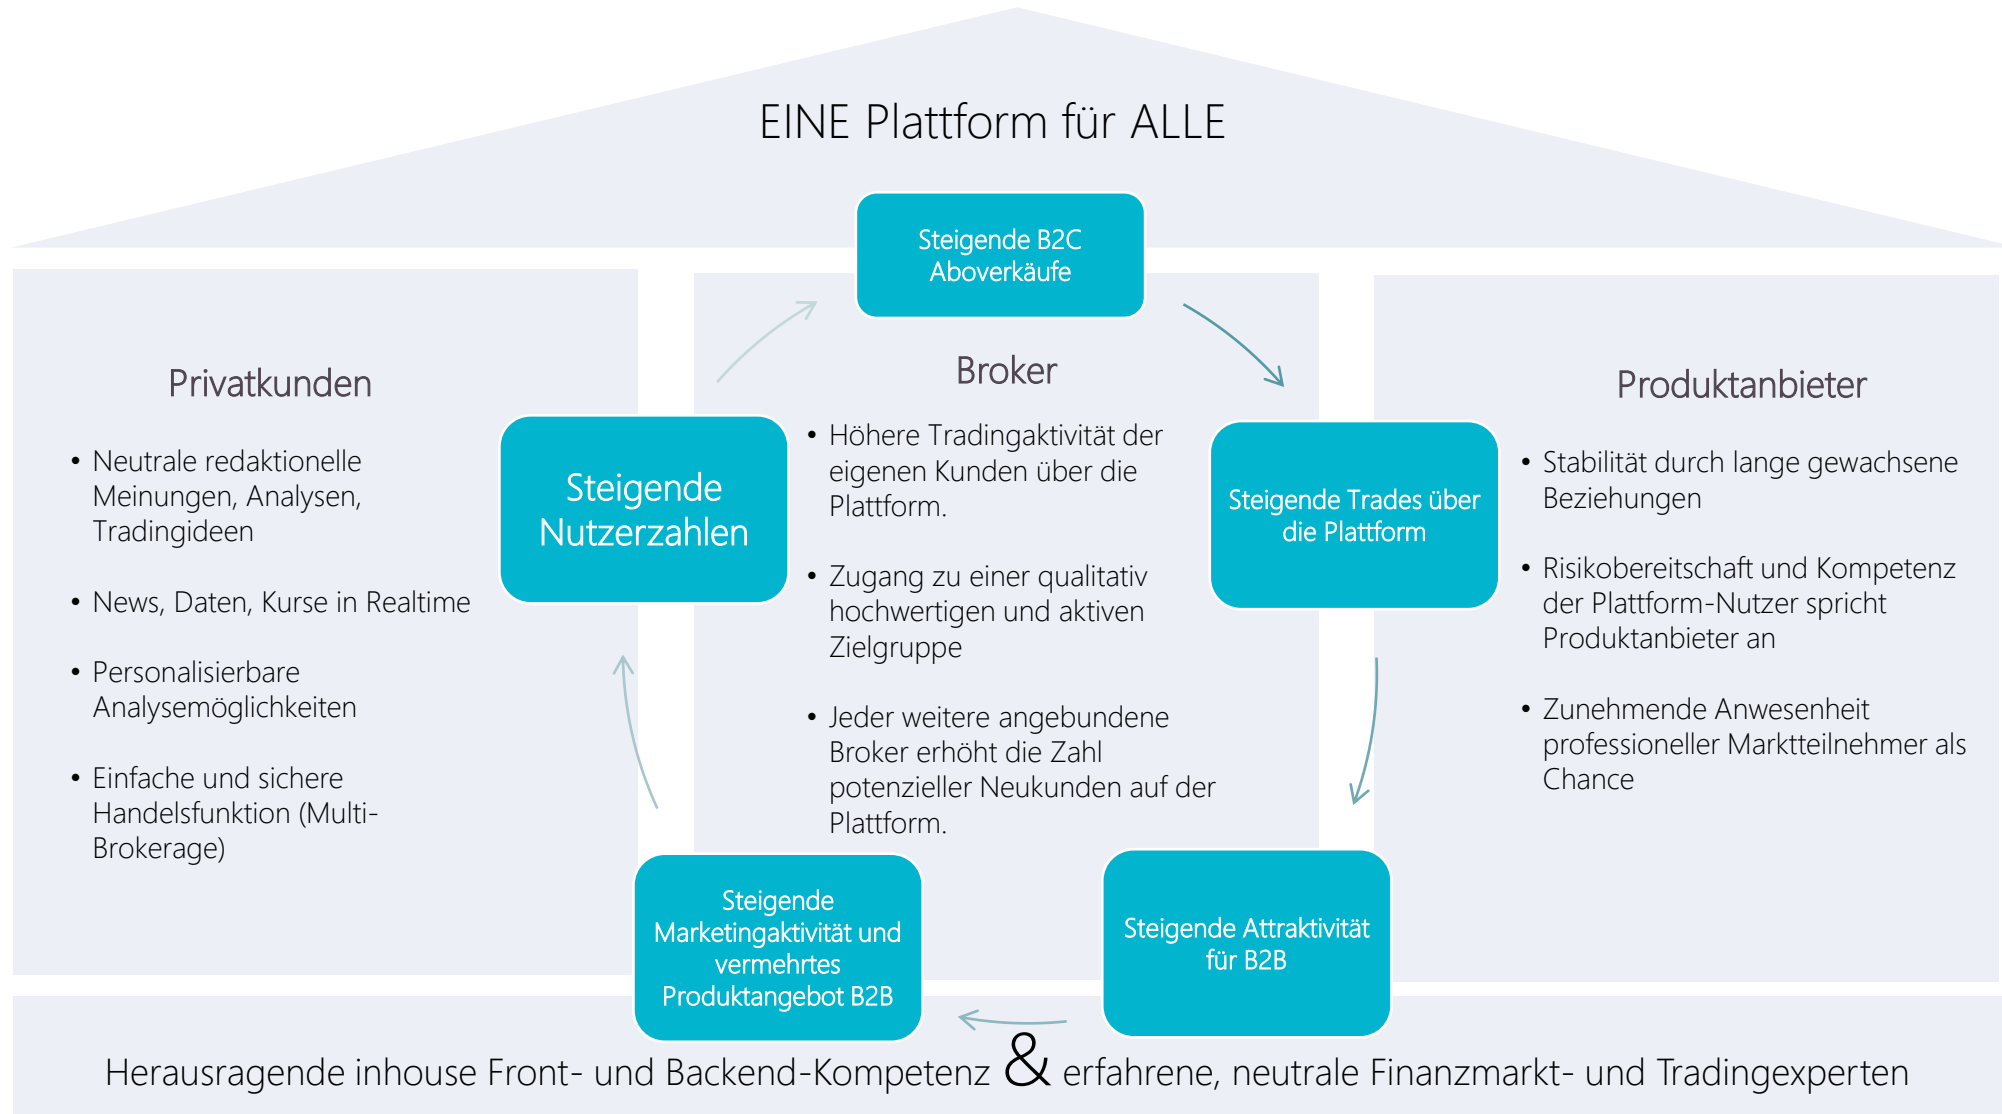 EINE Plattform für ALLE
Steigende B2C
Aboverkäufe
Privatkunden
• Neutrale redaktionelle
Meinungen, Analysen,
Tradingideen
• News, Daten, Kurse in Realtime
• Personalisierbare
Analysemöglichkeiten
• Einfache und sichere
Handelsfunktion (Multi-
Brokerage)
Steigende
Nutzerzahlen
Broker
• Höhere Tradingaktivität der
eigenen Kunden über die
Plattform.
• Zugang zu einer qualitativ
hochwertigen und aktiven
Zielgruppe
• Jeder weitere angebundene
Broker erhöht die Zahl
potenzieller Neukunden auf der
Plattform.
Steigende Trades über
die Plattform
Produktanbieter
• Stabilität durch lange gewachsene
Beziehungen
• Risikobereitschaft und Kompetenz
der Plattform-Nutzer spricht
Produktanbieter an
• Zunehmende Anwesenheit
professioneller Marktteilnehmer als
Chance
Steigende
Marketingaktivität und
vermehrtes
Produktangebot B2B
Steigende Attraktivität
für B2B
Herausragende inhouse Front- und Backend-Kompetenz & erfahrene, neutrale Finanzmarkt- und Tradingexperten